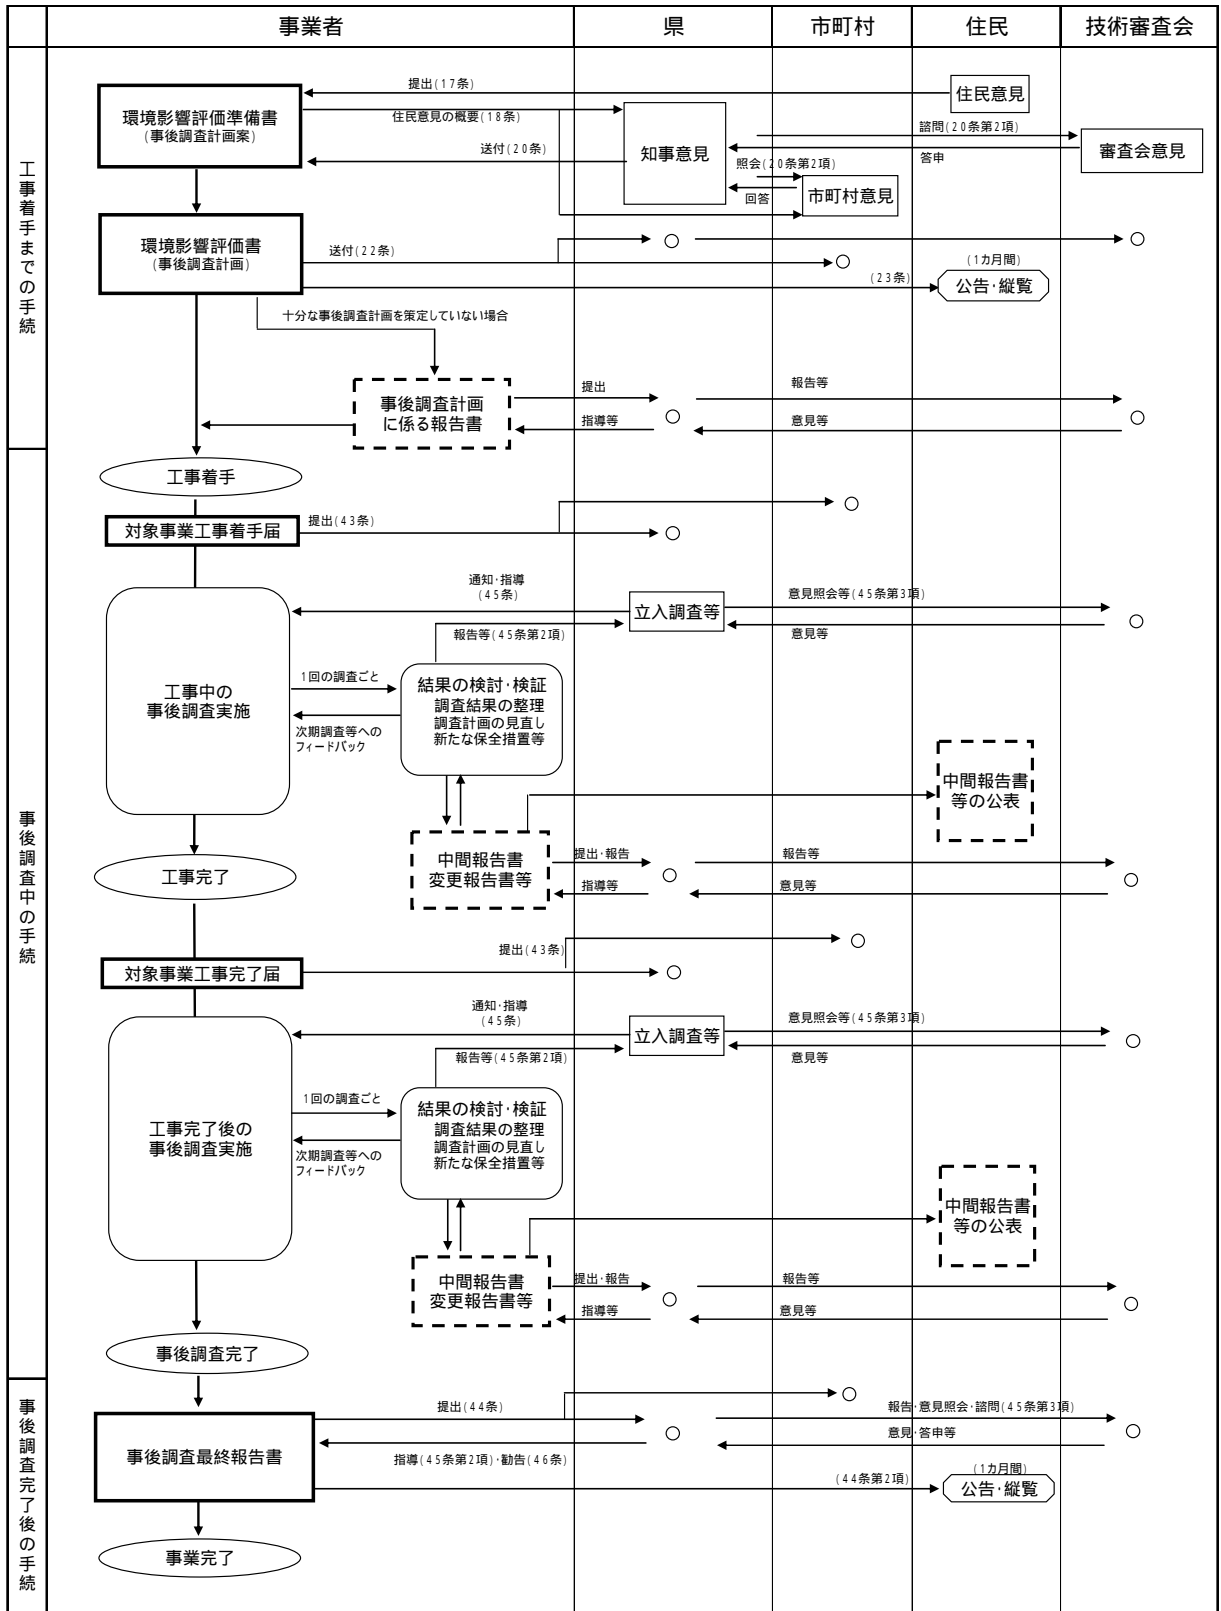 事業者
県
市町村
住民
技術審査会
工事着手までの手続
提出(17条)
住民意見
環境影響評価準備書
(事後調査計画案)
住民意見の概要(18条)
知事意見
諮問(20条第2項)
答申
審査会意見
送付(20条)
照会(20条第2項)
回答
市町村意見
環境影響評価書
(事後調査計画)
送付(22条)
○
○
○
(1カ月間)
(23条)
公告・縦覧
十分な事後調査計画を策定していない場合
事後調査計画
に係る報告書
提出
指導等
○
報告等
意見等
○
事後調査中の手続
工事着手
対象事業工事着手届
提出(43条)
○
○
通知・指導
(45条)
立入調査等
意見照会等(45条第3項)
意見等
○
報告等(45条第2項)
工事中の
事後調査実施
1回の調査ごと
次期調査等への
フィードバック
結果の検討・検証
調査結果の整理
調査計画の見直し
新たな保全措置等
中間報告書
等の公表
中間報告書
変更報告書等
提出・報告
指導等
○
報告等
意見等
○
工事完了
対象事業工事完了届
提出(43条)
○
○
通知・指導
(45条)
立入調査等
意見照会等(45条第3項)
意見等
○
報告等(45条第2項)
工事完了後の
事後調査実施
1回の調査ごと
次期調査等への
フィードバック
結果の検討・検証
調査結果の整理
調査計画の見直し
新たな保全措置等
中間報告書
等の公表
中間報告書
変更報告書等
提出・報告
指導等
○
報告等
意見等
○
事後調査完了
事後調査完了後の手続
事後調査最終報告書
提出(44条)
○
○
報告・意見照会・諮問(45条第3項)
意見・答申等
○
指導(45条第2項)・勧告(46条)
(44条第2項)
(1カ月間)
公告・縦覧
事業完了